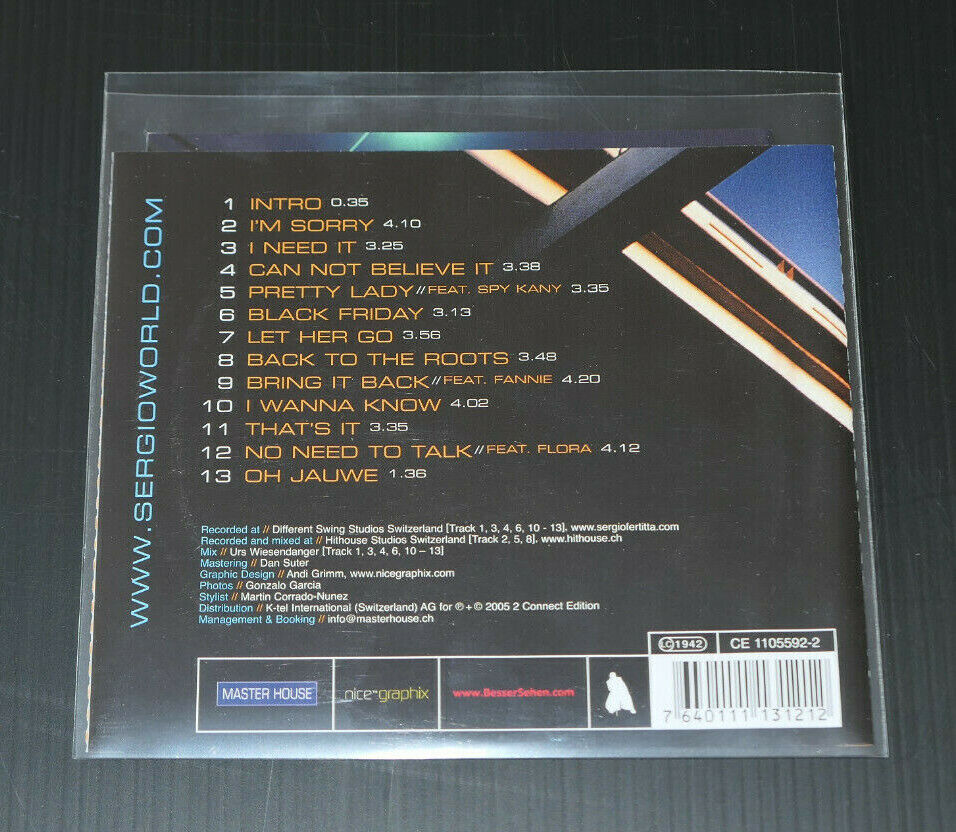 WWW.SERGIOWORLD.COM
1 INTRO 0.35
2 I'M SORRY 4.10
3 I NEED IT 3.25
4 CAN NOT BELIEVE IT 3.38
5 PRETTY LADY//FEAT. SPY KANY 3.35
6 BLACK FRIDAY 3.13
7 LET HER GO 3.56
8 BACK TO THE ROOTS 3.48
9 BRING IT BACK//FEAT. FANNIE 4.20
10 I WANNA KNOW 4.02
11 THAT'S IT 3.35
12 NO NEED TO TALK//FEAT. FLORA 4.12
13 OH JAUWE 1.36
Recorded at // Different Swing Studios Switzerland [Track 1, 3, 4, 6, 10 - 13]. www.sergiofertitta.com
Recorded and mixed at // Hithouse Studios Switzerland [Track 2, 5, 8]. www.hithouse.ch
Mix // Urs Wiesendanger [Track 1, 3, 4, 6, 10 – 13]
Mastering // Dan Suter
Graphic Design // Andi Grimm, www.nicegraphix.com
Photos // Gonzalo Garcia
Stylist // Martin Corrado-Nunez
Distribution // K-tel International (Switzerland) AG for ℗ + © 2005 2 Connect Edition
Management & Booking // info@masterhouse.ch
LC1942 CE 1105592-2
MASTER HOUSE nice™graphix www.BesserSehen.com
7 640111 131212